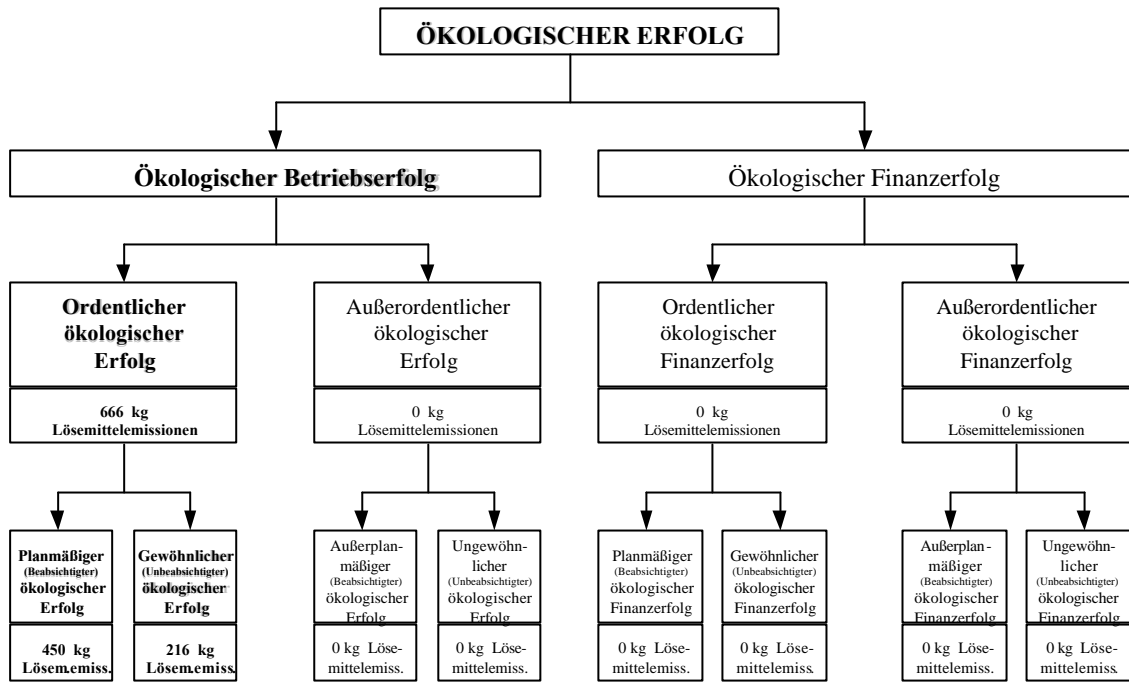 ÖKOLOGISCHER ERFOLG
Ökologischer Betriebserfolg
Ökologischer Finanzerfolg
Ordentlicher
ökologischer
Erfolg
666 kg
Lösemittelemissionen
Außerordentlicher
ökologischer
Erfolg
0 kg
Lösemittelemissionen
Ordentlicher
ökologischer
Finanzerfolg
0 kg
Lösemittelemissionen
Außerordentlicher
ökologischer
Finanzerfolg
0 kg
Lösemittelemissionen
Planmäßiger
(Beabsichtigter)
ökologischer
Erfolg
450 kg
Lösem.emiss.
Gewöhnlicher
(Unbeabsichtigter)
ökologischer
Erfolg
216 kg
Lösem.emiss.
Außerplan-
mäßiger
(Beabsichtigter)
ökologischer
Erfolg
0 kg Löse-
mittelemiss.
Ungewöhn-
licher
(Unbeabsichtigter)
ökologischer
Erfolg
0 kg Löse-
mittelemiss.
Planmäßiger
(Beabsichtigter)
ökologischer
Finanzerfolg
0 kg Löse-
mittelemiss.
Gewöhnlicher
(Unbeabsichtigter)
ökologischer
Finanzerfolg
0 kg Löse-
mittelemiss.
Außerplan-
mäßiger
(Beabsichtigter)
ökologischer
Finanzerfolg
0 kg Löse-
mittelemiss.
Ungewöhn-
licher
(Unbeabsichtigter)
ökologischer
Finanzerfolg
0 kg Löse-
mittelemiss.